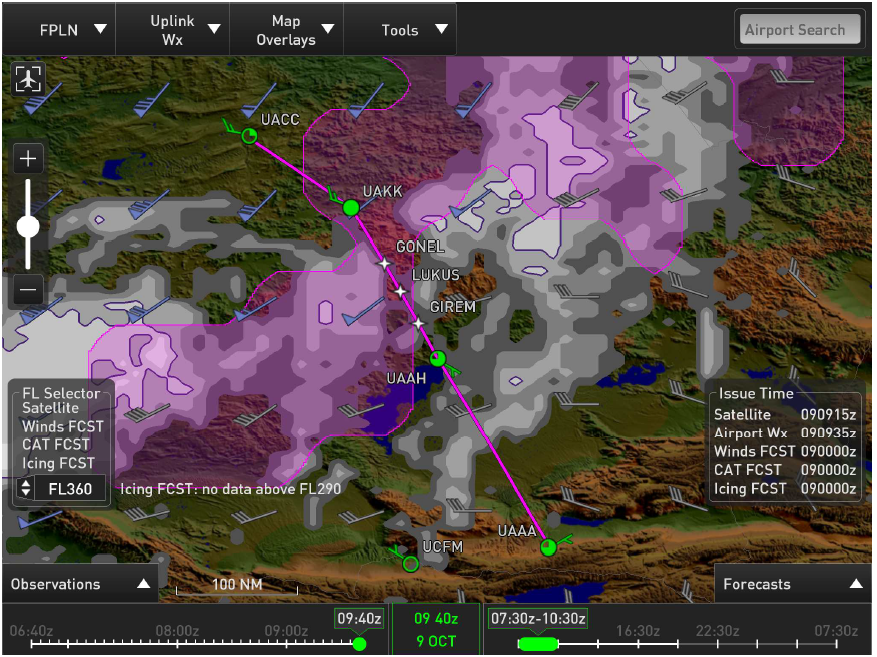 FPLN
Uplink
Wx
Map
Overlays
Tools
Airport Search
UACC
UAKK
GONEL
LUKUS
GIREM
UAAH
FL Selector
Satellite
Winds FCST
CAT FCST
Icing FCST
FL360
Icing FCST: no data above FL290
Issue Time
Satellite 090915z
Airport Wx 090935z
Winds FCST 090000z
CAT FCST 090000z
Icing FCST 090000z
UAAA
UCFM
Observations
100 NM
Forecasts
09:40z
09 40z
07:30z-10:30z
06:40z
08:00z
09:00z
9 OCT
16:30z
22:30z
07:30z